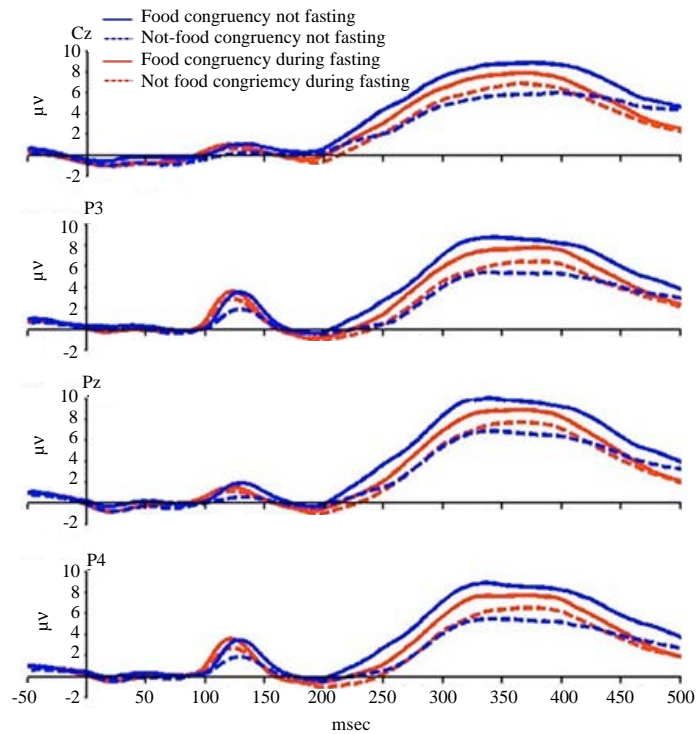 Food congruency not fasting
Not-food congruency not fasting
Food congruency during fasting
Not food congriemcy during fasting
Cz
10
8
6
4
2
-2
μv
P3
10
8
6
4
2
-2
μv
Pz
10
8
6
4
2
-2
μv
P4
10
8
6
4
2
μv
-50 -2 50 100 150 200 250 300 350 400 450 500
msec